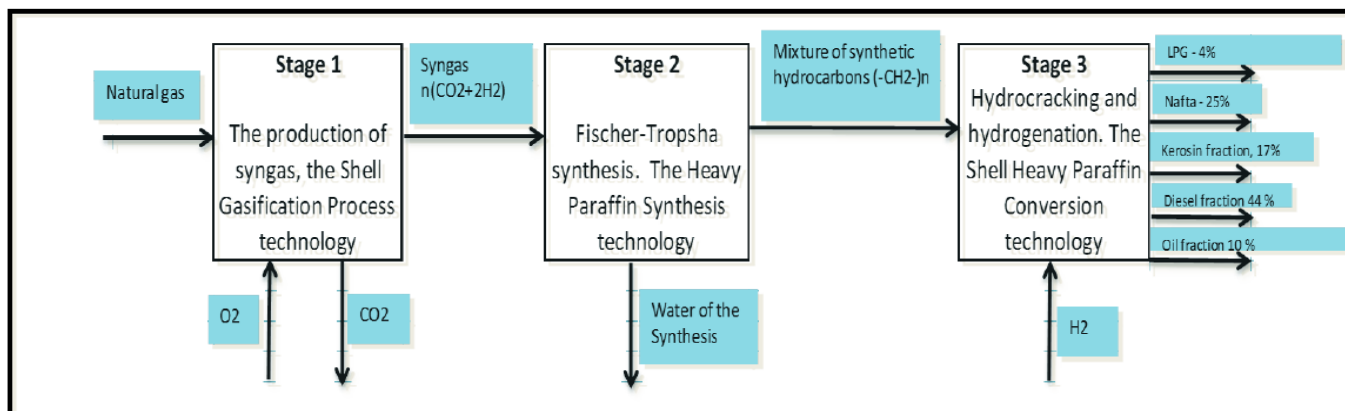 Natural gas
Stage 1
The production of
syngas, the Shell
Gasification Process
technology
O2
CO2
Syngas
n(CO2+2H2)
Stage 2
Fischer-Tropsha
synthesis. The Heavy
Paraffin Synthesis
technology
Water of the
Synthesis
Mixture of synthetic
hydrocarbons (-CH2-)n
Stage 3
Hydrocracking and
hydrogenation. The
Shell Heavy Paraffin
Conversion
technology
H2
LPG - 4%
Nafta - 25%
Kerosin fraction, 17%
Diesel fraction 44 %
Oil fraction 10 %